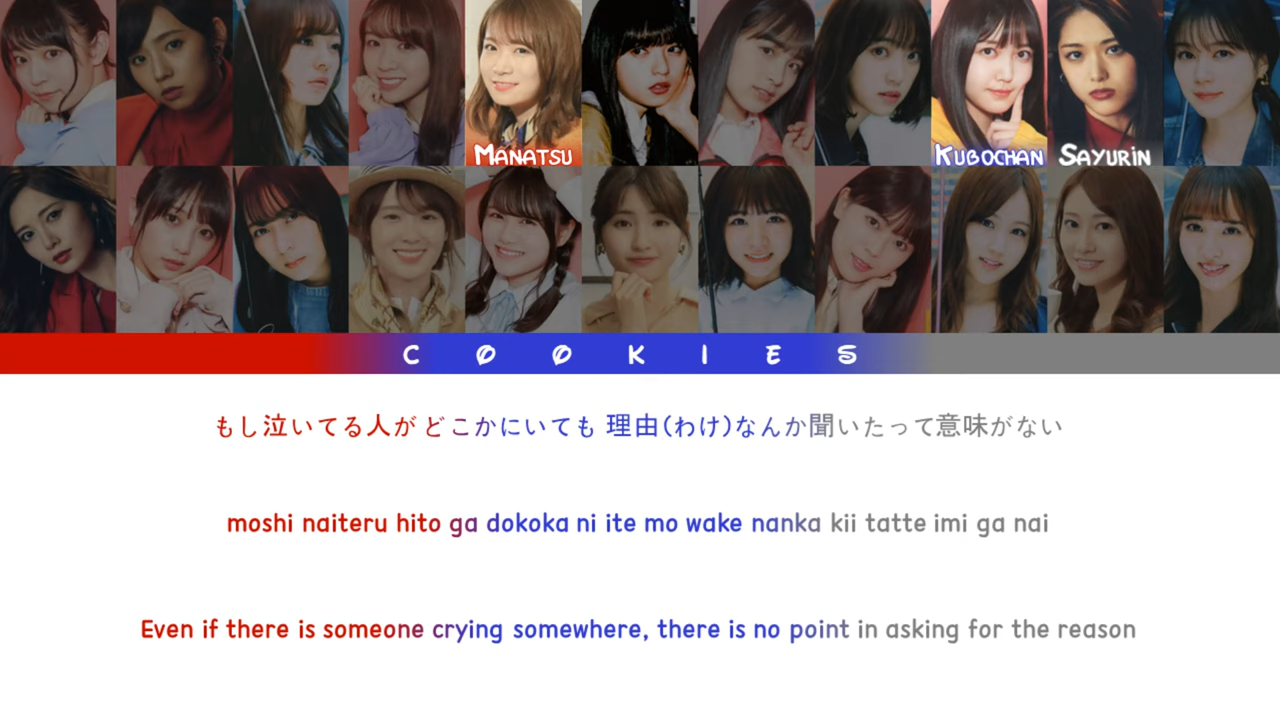 MANATSU KUBOCHAN SAYURIN
COOKIES
もし泣いてる人がどこかにいても 理由(わけ)なんか聞いたって意味がない
moshi naiteru hito ga dokoka ni ite mo wake nanka kii tatte imi ga nai
Even if there is someone crying somewhere, there is no point in asking for the reason